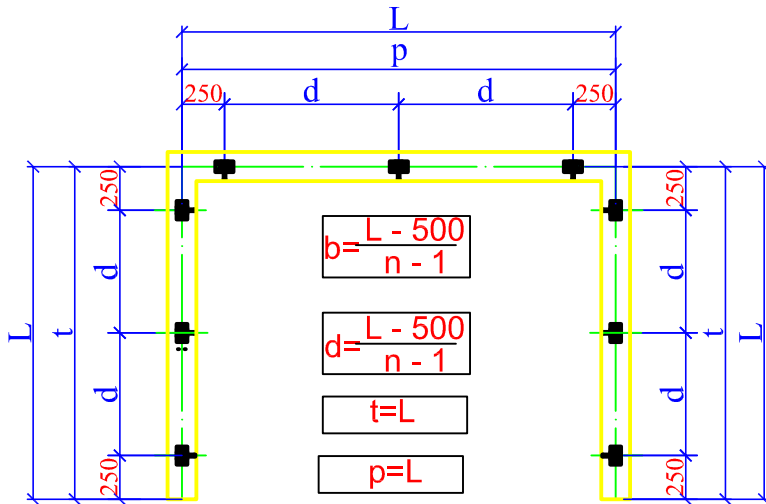 L
p
250 d d 250
250 250
b= L - 500
n - 1
d d
L t t L
d= L - 500
n - 1
d d
t=L
250 250
p=L